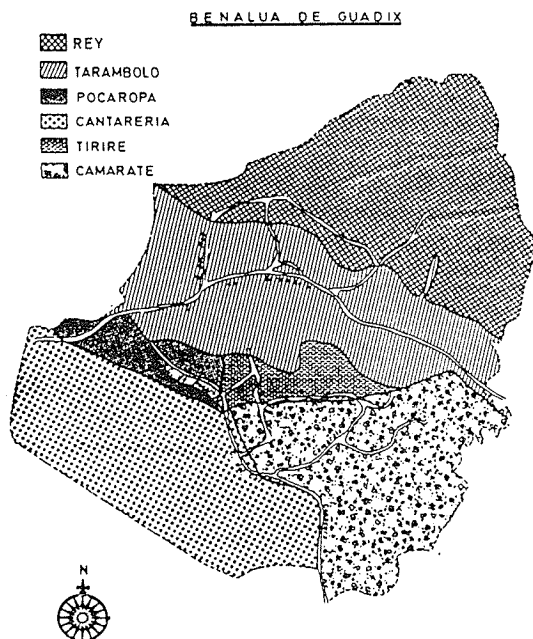 BENALUA DE GUADIX
REY
TARAMBOLO
POCAROPA
CANTARERIA
TIRIRE
CAMARATE
N